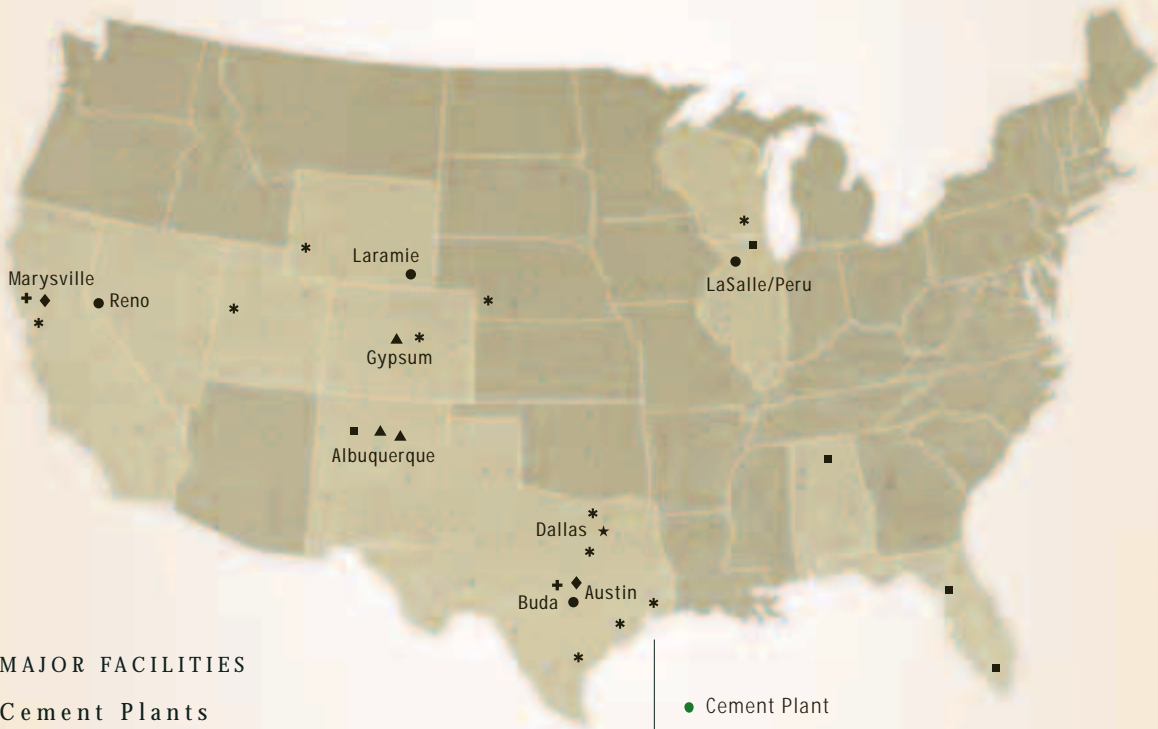 Laramie
Marysville
Reno
LaSalle/Peru
Gypsum
Albuquerque
Dallas
Austin
Buda
MAJOR FACILITIES
Cement Plants
Cement Plant